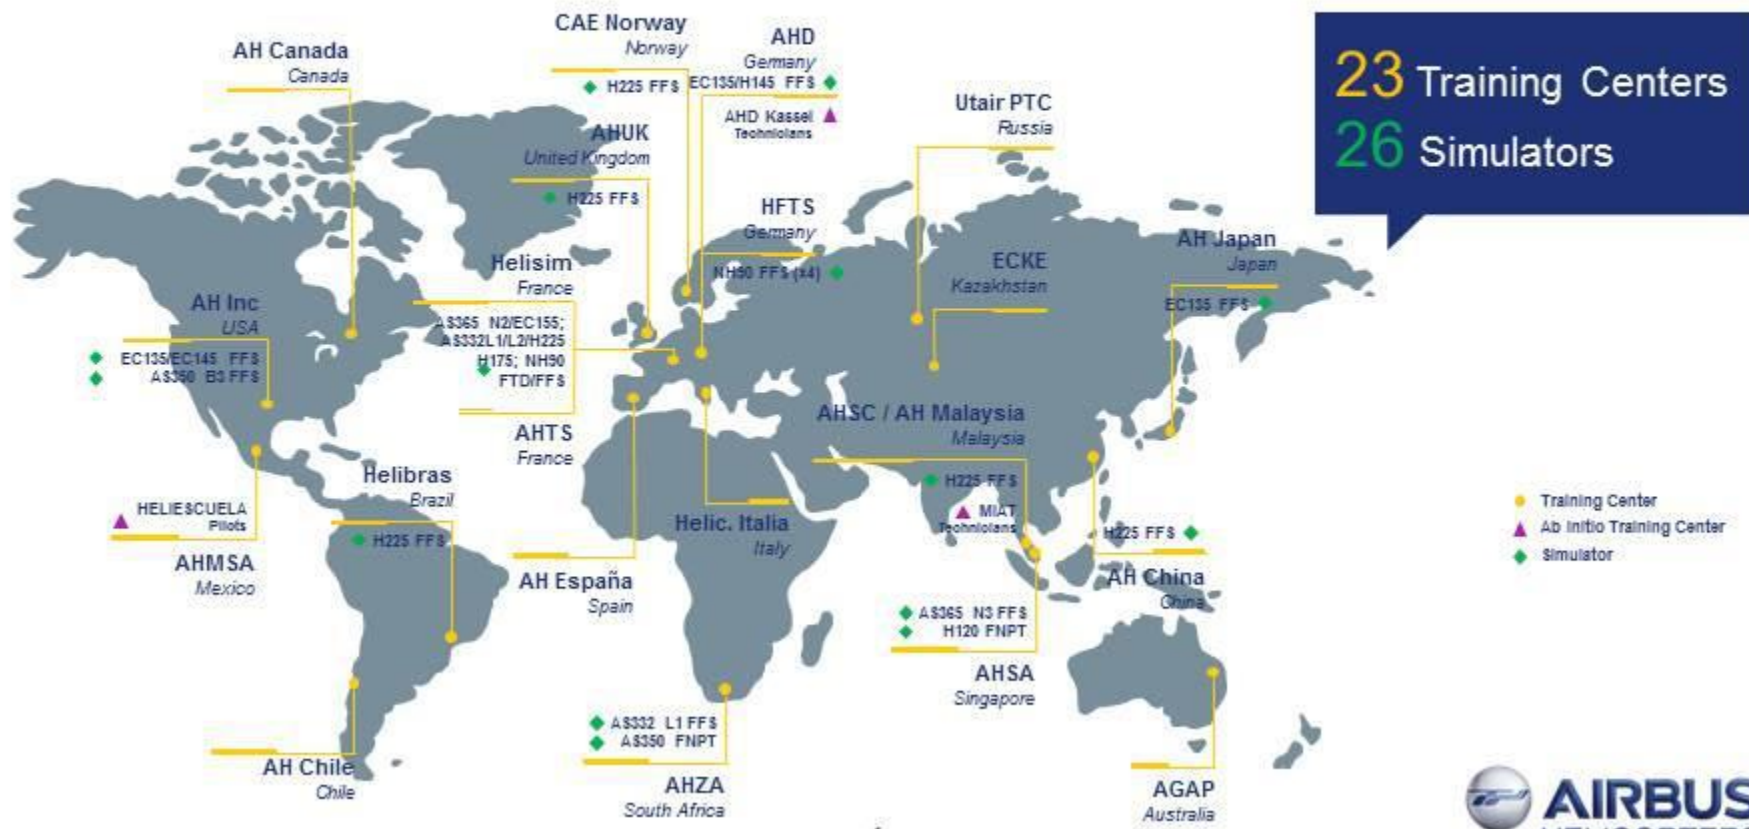 CAE Norway
Norway
H225 FFS
AHD
Germany
EC135/H145 FFS
AHD Kassel
Technicians
AH Canada
Canada
Utair PTC
Russia
23 Training Centers
26 Simulators
AHUK
United Kingdom
H225 FFS
HFTS
Germany
NH90 FFS (x4)
Helisim
France
AS365 N2/EC155;
AS332L1/L2/H225
H175; NH90
FTD/FFS
AHTS
France
ECKE
Kazakhstan
AH Japan
Japan
EC135 FFS
AH Inc
USA
EC135/EC145 FFS
AS350 B3 FFS
AHSC / AH Malaysia
Malaysia
H225 FFS
MIAT
Technicians
Helibras
Brazil
H225 FFS
HELIESCUELA
Pilots
AHMSA
Mexico
Helic. Italia
Italy
AH España
Spain
H225 FFS
AH China
China
Training Center
Ab Initio Training Center
Simulator
AS365 N3 FFS
H120 FNPT
AHSA
Singapore
AS332 L1 FFS
AS350 FNPT
AHZA
South Africa
AH Chile
Chile
AGAP
Australia
AIRBUS